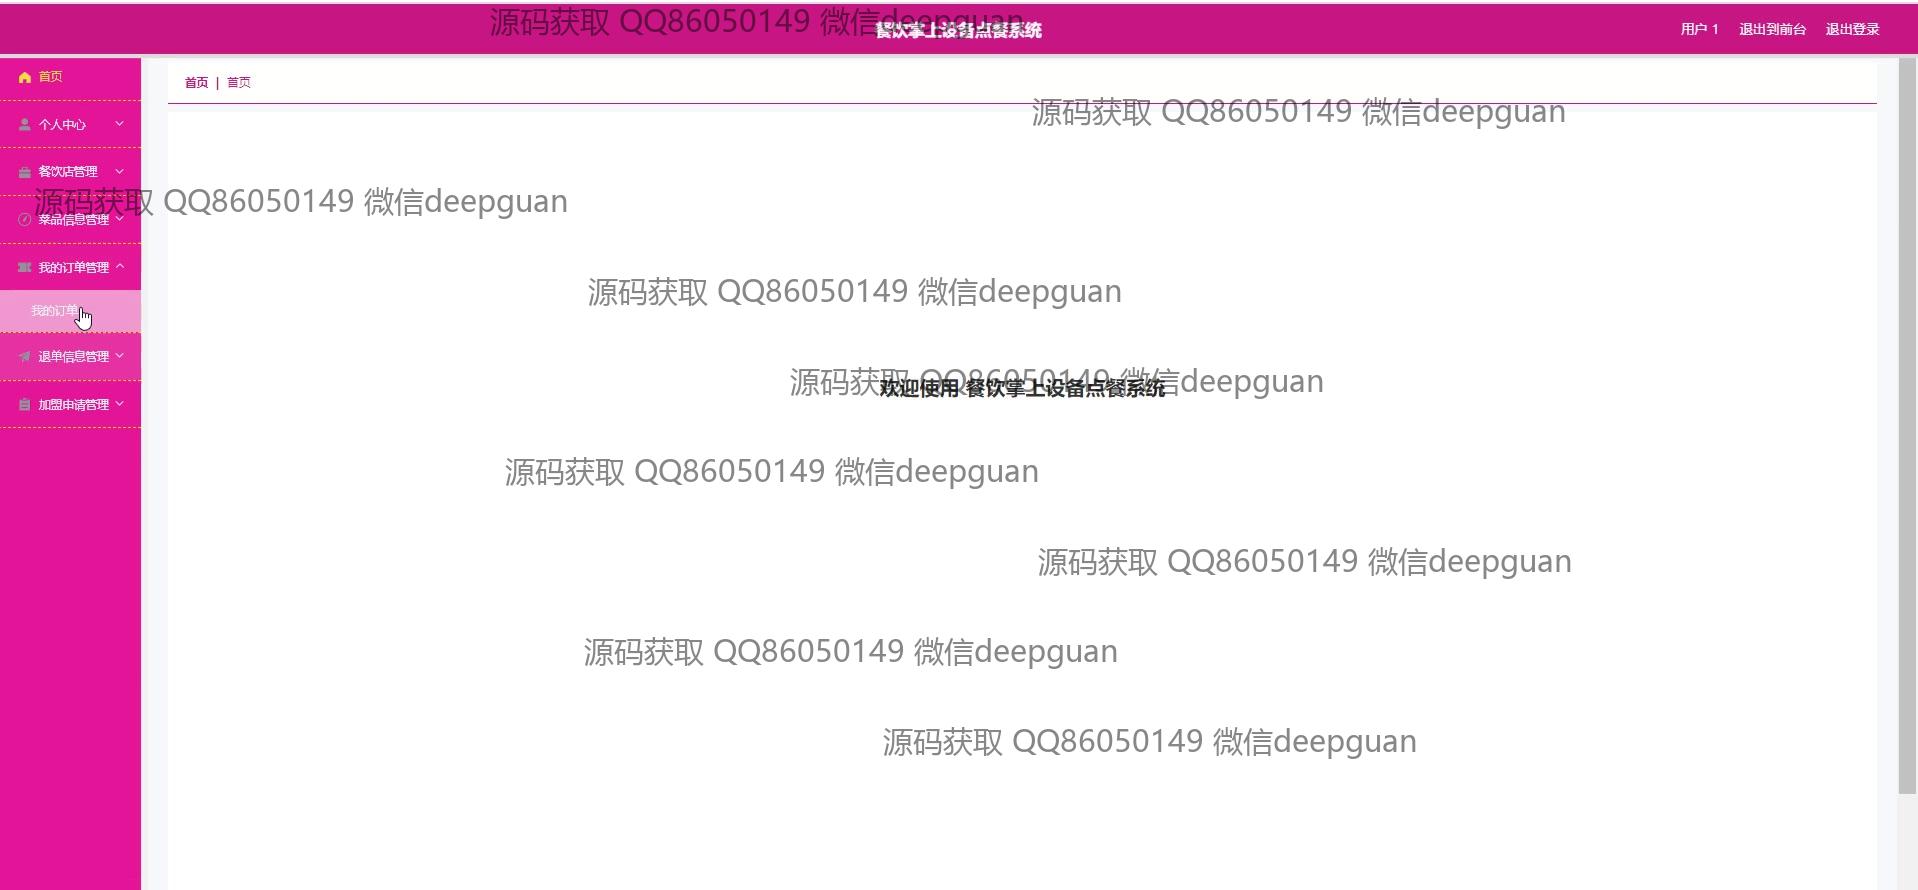 源码获取 QQ86050149 微信deepguan
餐饮掌上设备点餐系统
用户 1 退出到前台 退出登录
首页
首页 | 首页
源码获取 QQ86050149 微信deepguan
个人中心
餐饮店管理
源码获取 QQ86050149 微信deepguan
菜品信息管理
我的订单管理
源码获取 QQ86050149 微信deepguan
我的订单
退单信息管理
源码获取 QQ86050149 微信deepguan
欢迎使用 餐饮掌上设备点餐系统
加盟申请管理
源码获取 QQ86050149 微信deepguan
源码获取 QQ86050149 微信deepguan
源码获取 QQ86050149 微信deepguan
源码获取 QQ86050149 微信deepguan